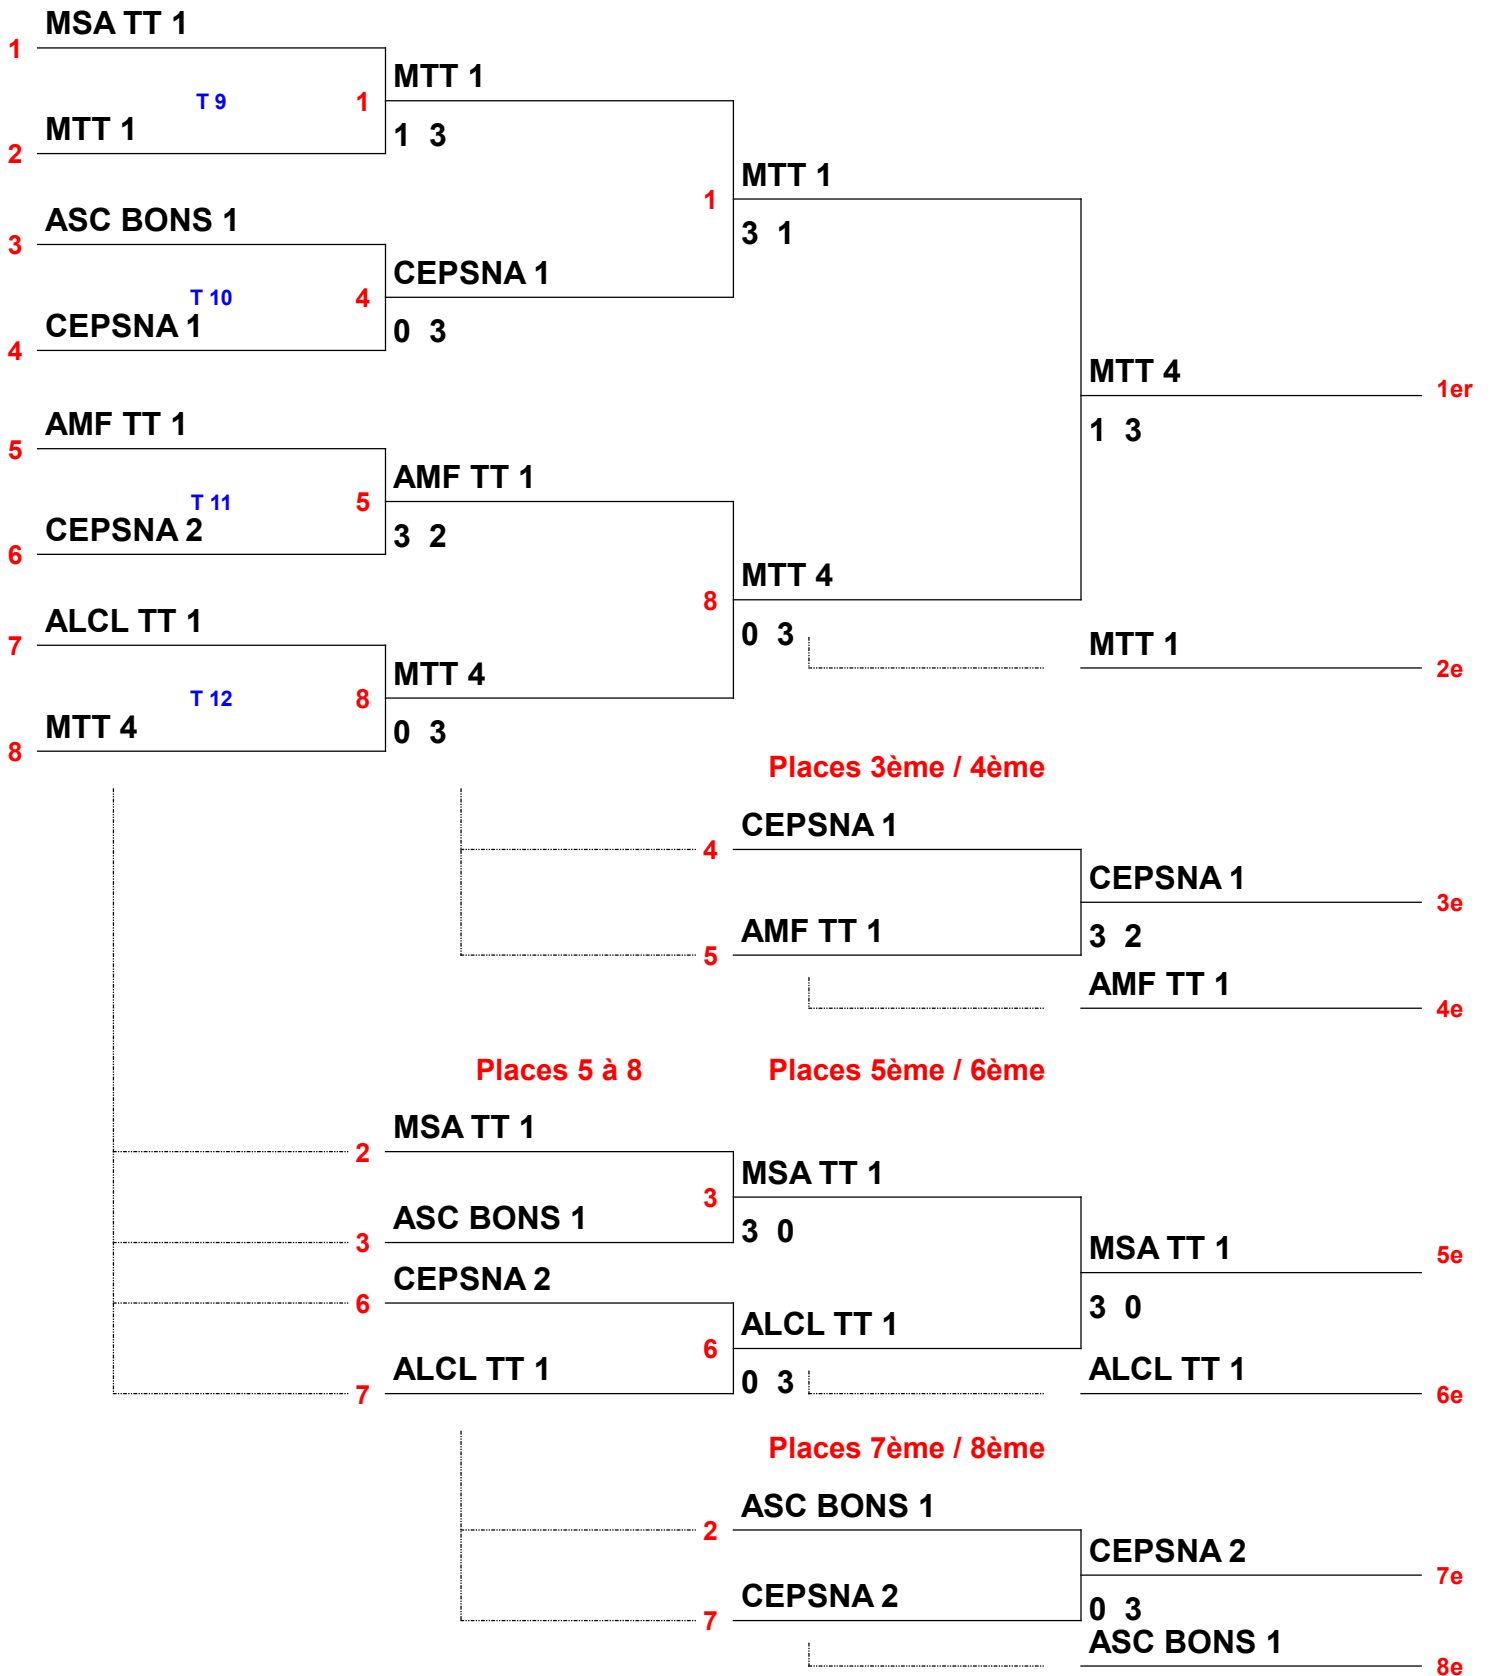 MSA TT 1
1
MTT 1
T 9
1
MTT 1
1 3
2
MTT 1
1
ASC BONS 1
3 1
3
CEPSNA 1
T 10
4
CEPSNA 1
0 3
4
MTT 4
1er
AMF TT 1
1 3
5
AMF TT 1
T 11
5
CEPSNA 2
3 2
6
MTT 4
8
ALCL TT 1
0 3
7
MTT 1
2e
MTT 4
T 12
8
MTT 4
0 3
8
Places 3ème / 4ème
CEPSNA 1
4
CEPSNA 1
3e
AMF TT 1
3 2
5
AMF TT 1
4e
Places 5 à 8
Places 5ème / 6ème
MSA TT 1
2
MSA TT 1
3
ASC BONS 1
3 0
3
MSA TT 1
5e
CEPSNA 2
6
3 0
ALCL TT 1
6
ALCL TT 1
0 3
7
ALCL TT 1
6e
Places 7ème / 8ème
ASC BONS 1
2
CEPSNA 2
7e
CEPSNA 2
0 3
7
ASC BONS 1
8e